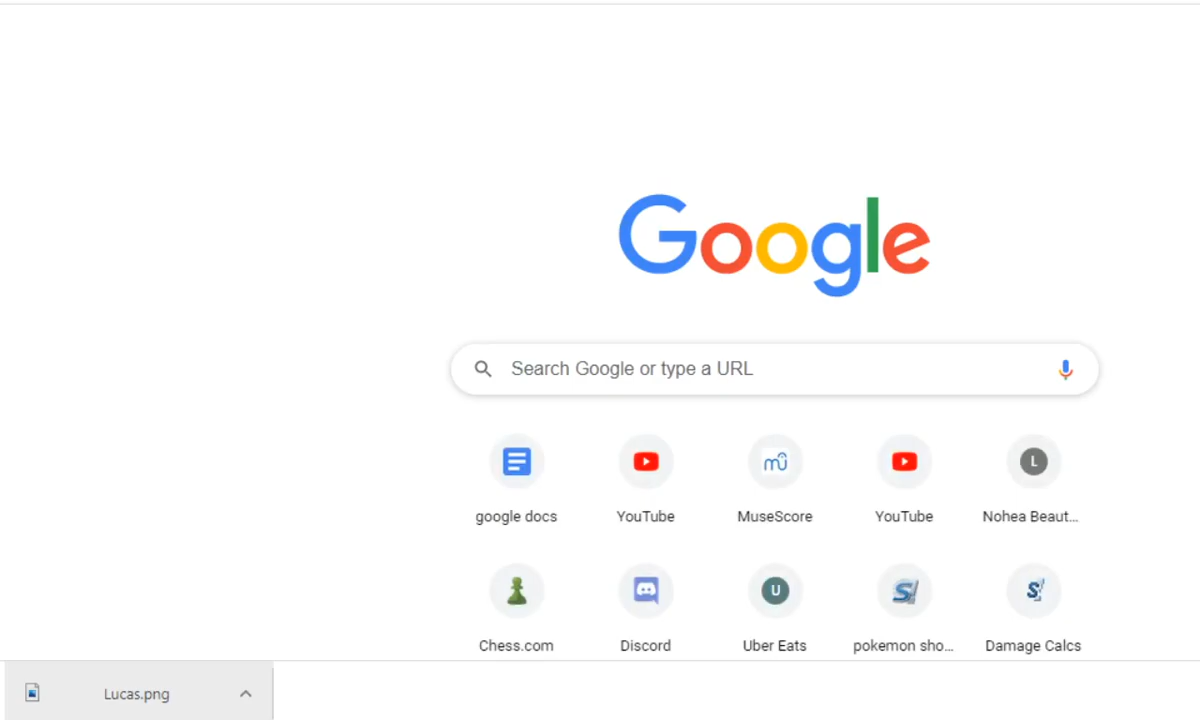 Google
Search Google or type a URL
google docs
YouTube
MuseScore
YouTube
L
Nohea Beaut...
Chess.com
Discord
U
Uber Eats
pokemon sho...
Damage Calcs
Lucas.png